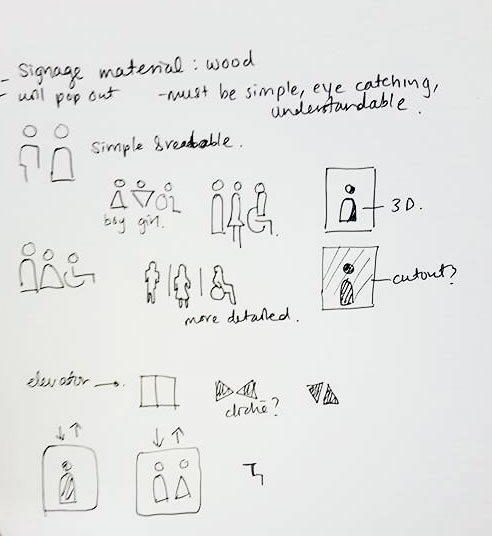 - Signage material : wood
- will pop out - must be simple, eye catching,
understandable.
Simple & readable.
boy girl.
3D.
cutout?
more detailed.
elevator
cliché?